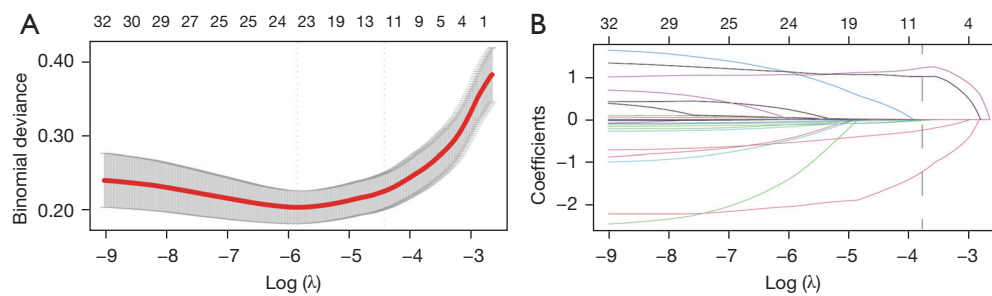 A
32 30 29 28 27 25 25 24 23 19 13 11 9 5 4 1
0.40
0.30
0.20
Binomial deviance
−9 −8 −7 −6 −5 −4 −3
Log (λ)
B
32 29 25 24 19 11 4
1
0
−1
−2
Coefficients
−9 −8 −7 −6 −5 −4 −3
Log (λ)